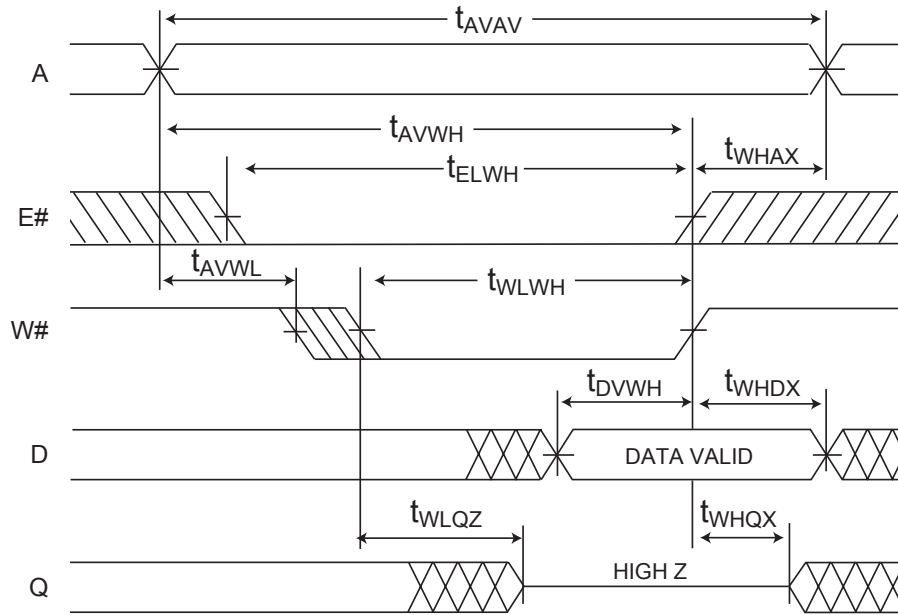 tAVAV
A
tAVWH
tWHAX
tELWH
E#
tAVWL
tWLWH
W#
tDVWH
tWHDX
D
DATA VALID
tWLQZ
tWHQX
HIGH Z
Q